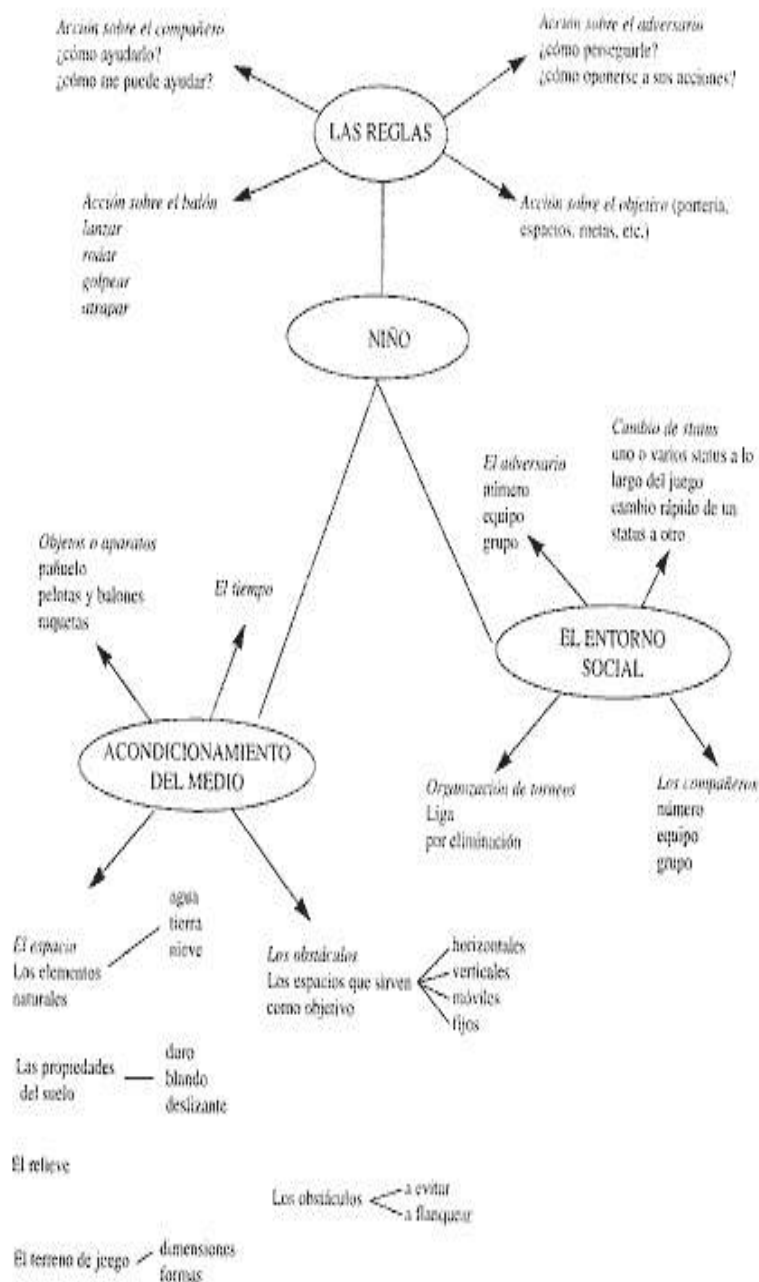 Acción sobre el compañero
¿cómo ayudarlo?
¿cómo me puede ayudar?
Acción sobre el adversario
¿cómo perseguirle?
¿cómo oponerse a sus acciones?
LAS REGLAS
Acción sobre el balón
lanzar
rodar
golpear
atrapar
Acción sobre el objetivo (portería,
espacios, metas, etc.)
NIÑO
El adversario
número
equipo
grupo
Cambio de status
uno o varios status a lo
largo del juego
cambio rápido de un
status a otro
Objetos o aparatos
pañuelo
pelotas y balones
raquetas
El tiempo
EL ENTORNO
SOCIAL
ACONDICIONAMIENTO
DEL MEDIO
Organización de torneos
Liga
por eliminación
Los compañeros
número
equipo
grupo
El espacio
Los elementos
naturales
agua
tierra
nieve
Los obstáculos
Los espacios que sirven
como objetivo
horizontales
verticales
móviles
fijos
Las propiedades
del suelo
duro
blando
deslizante
El relieve
Los obstáculos
a evitar
a flanquear
El terreno de juego
dimensiones
formas